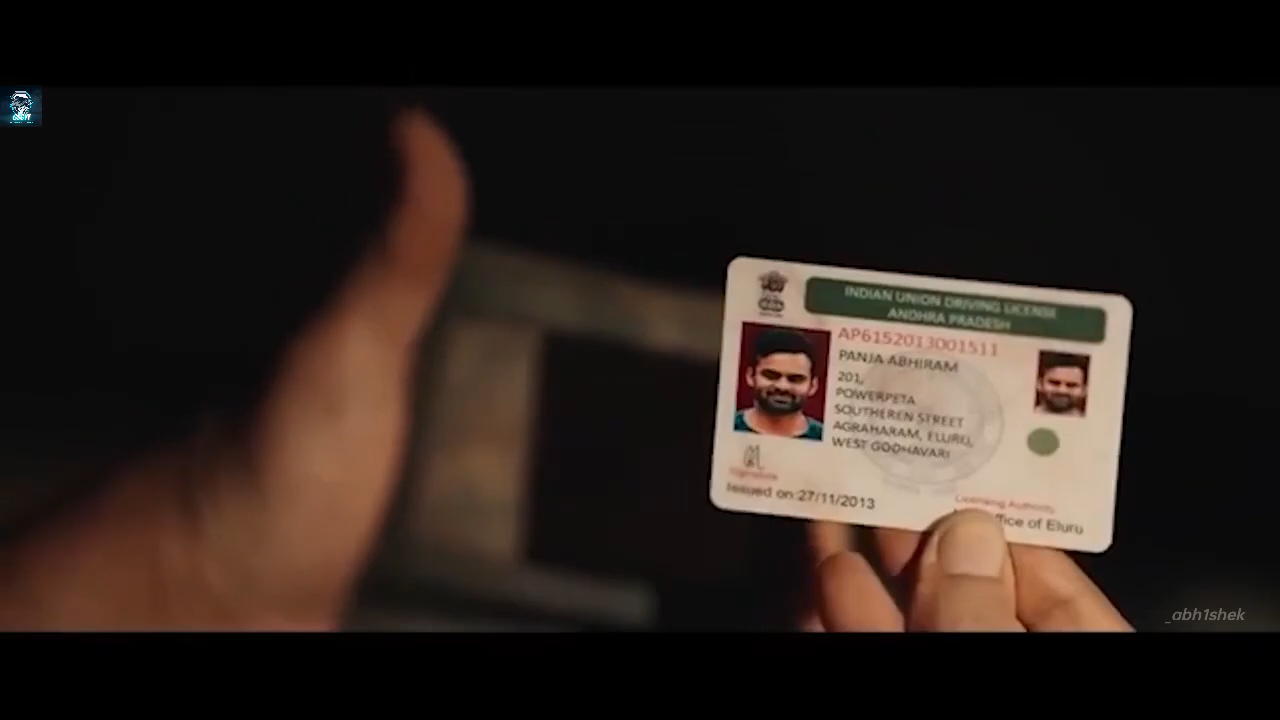 INDIAN UNION DRIVING LICENSE
ANDHRA PRADESH
AP6152013001511
PANJA ABHIRAM
201,
POWERPETA
SOUTHEREN STREET
AGRAHARAM, ELURU,
WEST GODHAVARI
Signature
Issued on:27/11/2013
Licensing Authority
Office of Eluru
_abh1shek